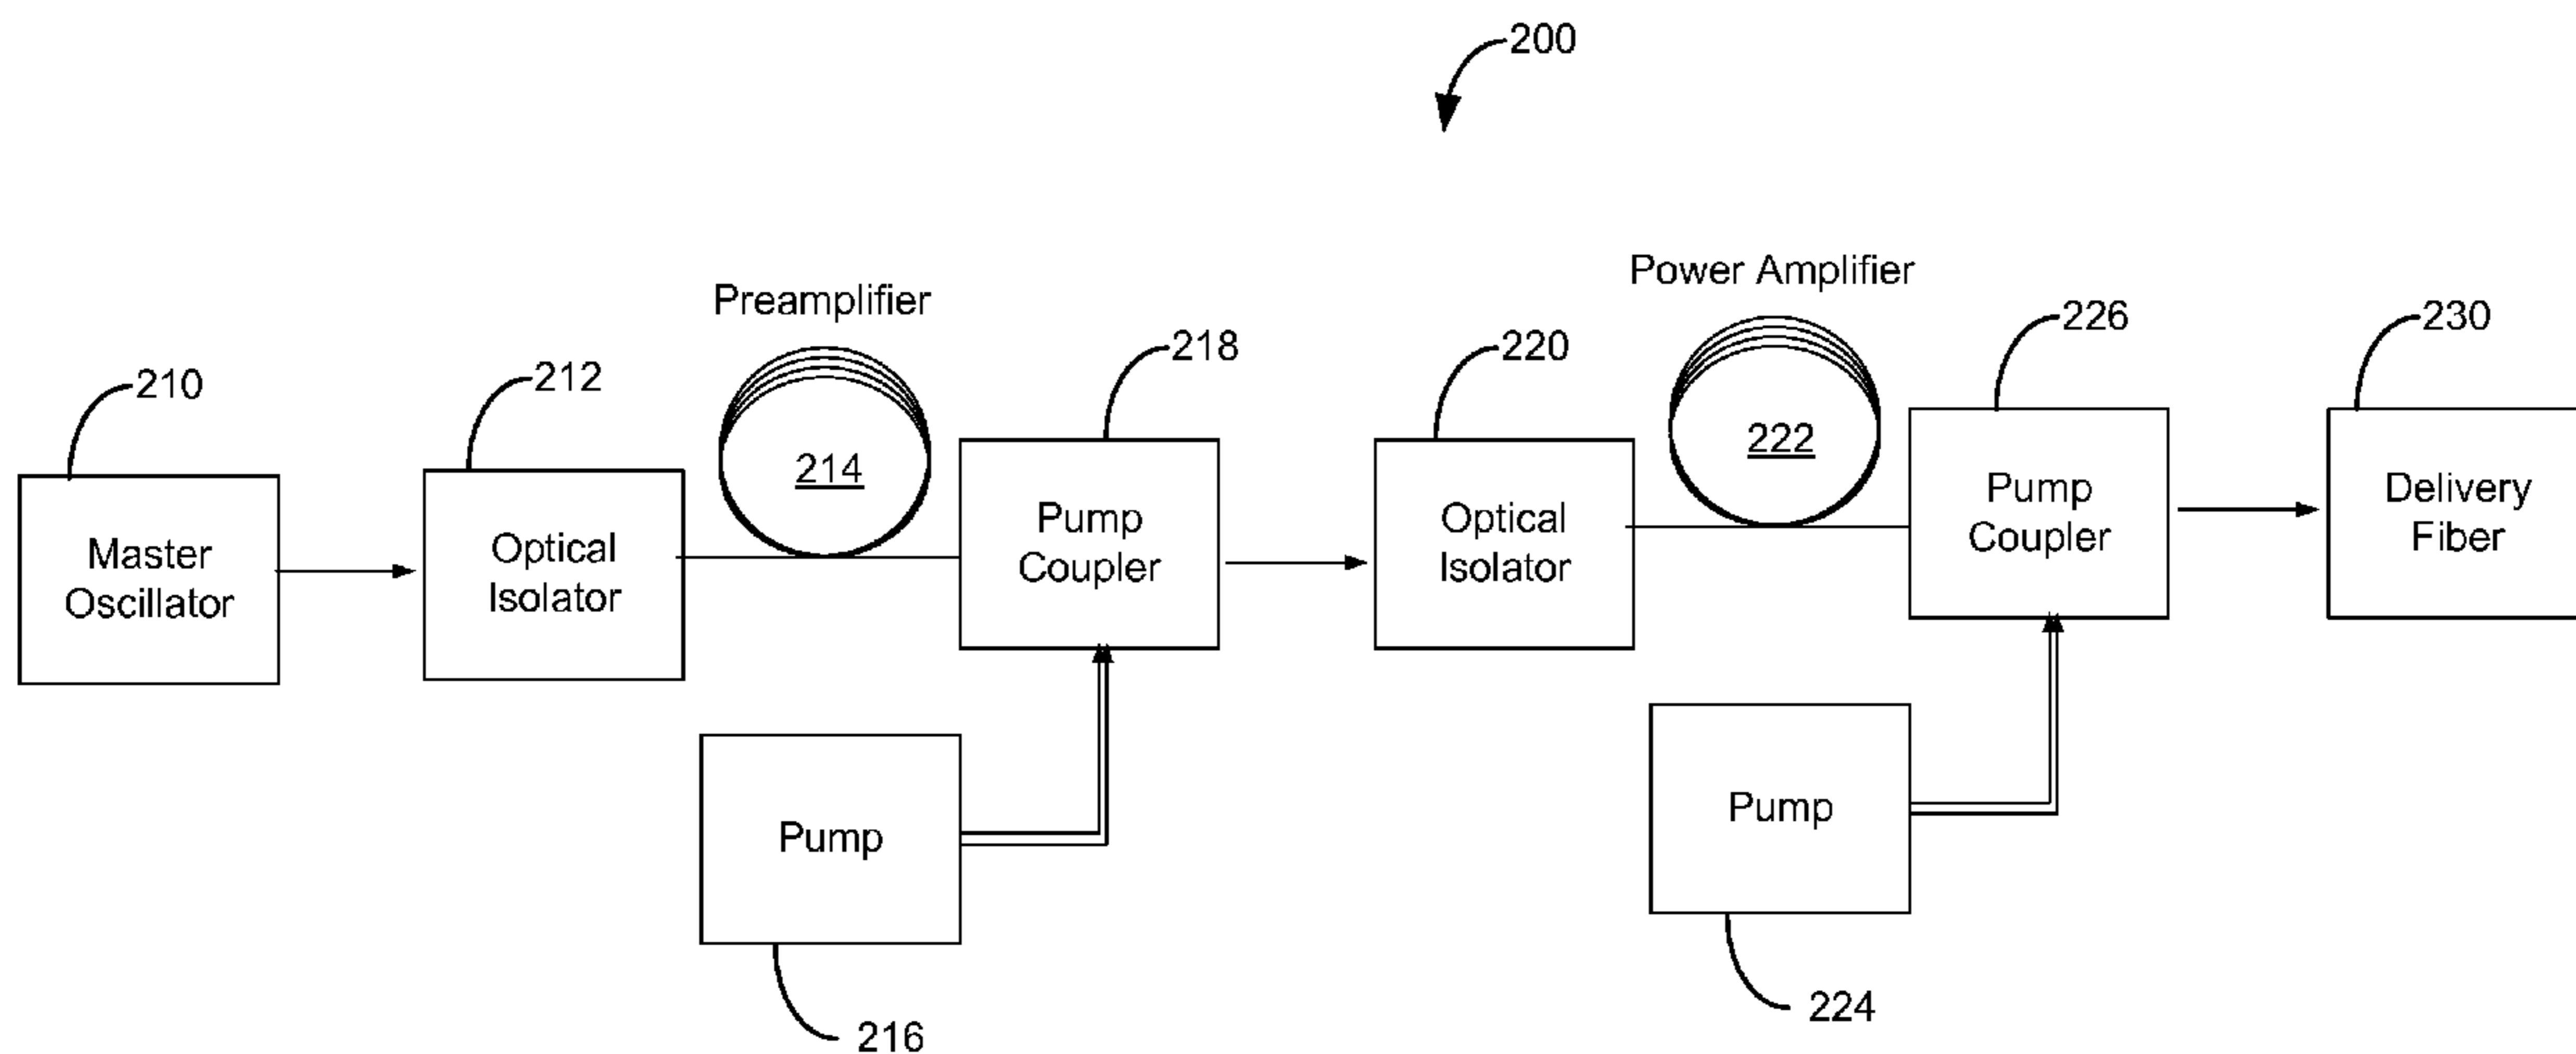 200
Power Amplifier
Preamplifier
226
230
218
220
210
212
222
214
Delivery
Fiber
Pump
Coupler
Pump
Coupler
Optical
Isolator
Optical
Isolator
Master
Oscillator
Pump
Pump
224
216